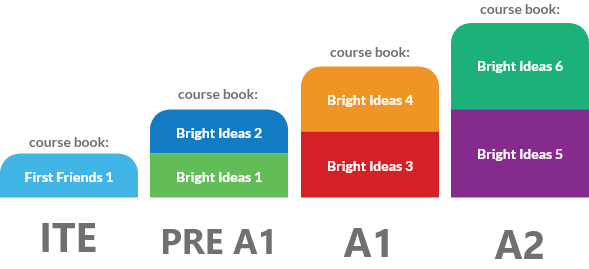 course book:
Bright Ideas 6
Bright Ideas 5
A2
course book:
Bright Ideas 4
Bright Ideas 3
A1
course book:
Bright Ideas 2
Bright Ideas 1
PRE A1
course book:
First Friends 1
ITE